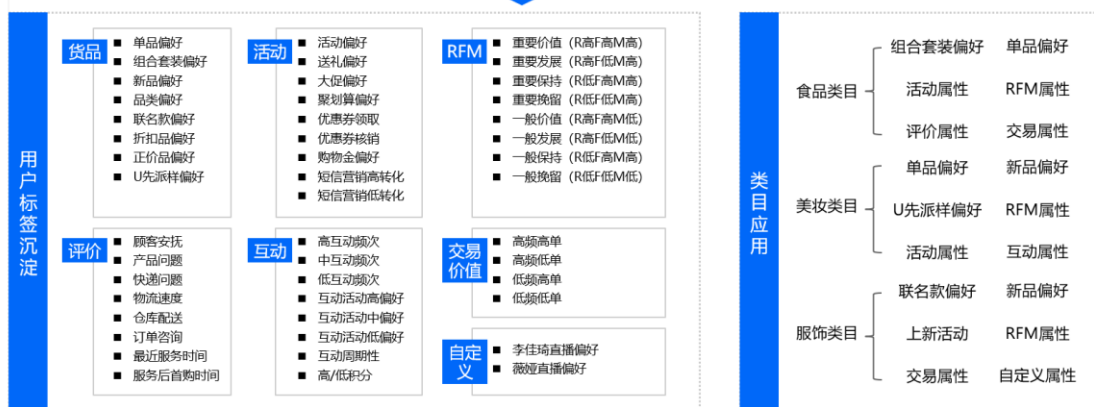 用户标签沉淀
货品
单品偏好
组合套装偏好
新品偏好
品类偏好
联名款偏好
折扣品偏好
正价品偏好
U先派样偏好
活动
活动偏好
送礼偏好
大促偏好
聚划算偏好
优惠券领取
优惠券核销
购物金偏好
短信营销高转化
短信营销低转化
RFM
重要价值（R高F高M高）
重要发展（R高F低M高）
重要保持（R低F高M高）
重要挽留（R低F低M高）
一般价值（R高F高M低）
一般发展（R高F低M低）
一般保持（R低F高M低）
一般挽留（R低F低M低）
评价
顾客安抚
产品问题
快递问题
物流速度
仓库配送
订单咨询
最近服务时间
服务后首购时间
互动
高互动频次
中互动频次
低互动频次
互动活动高偏好
互动活动中偏好
互动活动低偏好
互动周期性
高/低积分
交易
价值
高频高单
高频低单
低频高单
低频低单
自定
义
李佳琦直播偏好
薇娅直播偏好
类目应用
食品类目
组合套装偏好 单品偏好
活动属性 RFM属性
评价属性 交易属性
美妆类目
单品偏好 新品偏好
U先派样偏好 RFM属性
活动属性 互动属性
服饰类目
联名款偏好 新品偏好
上新活动 RFM属性
交易属性 自定义属性